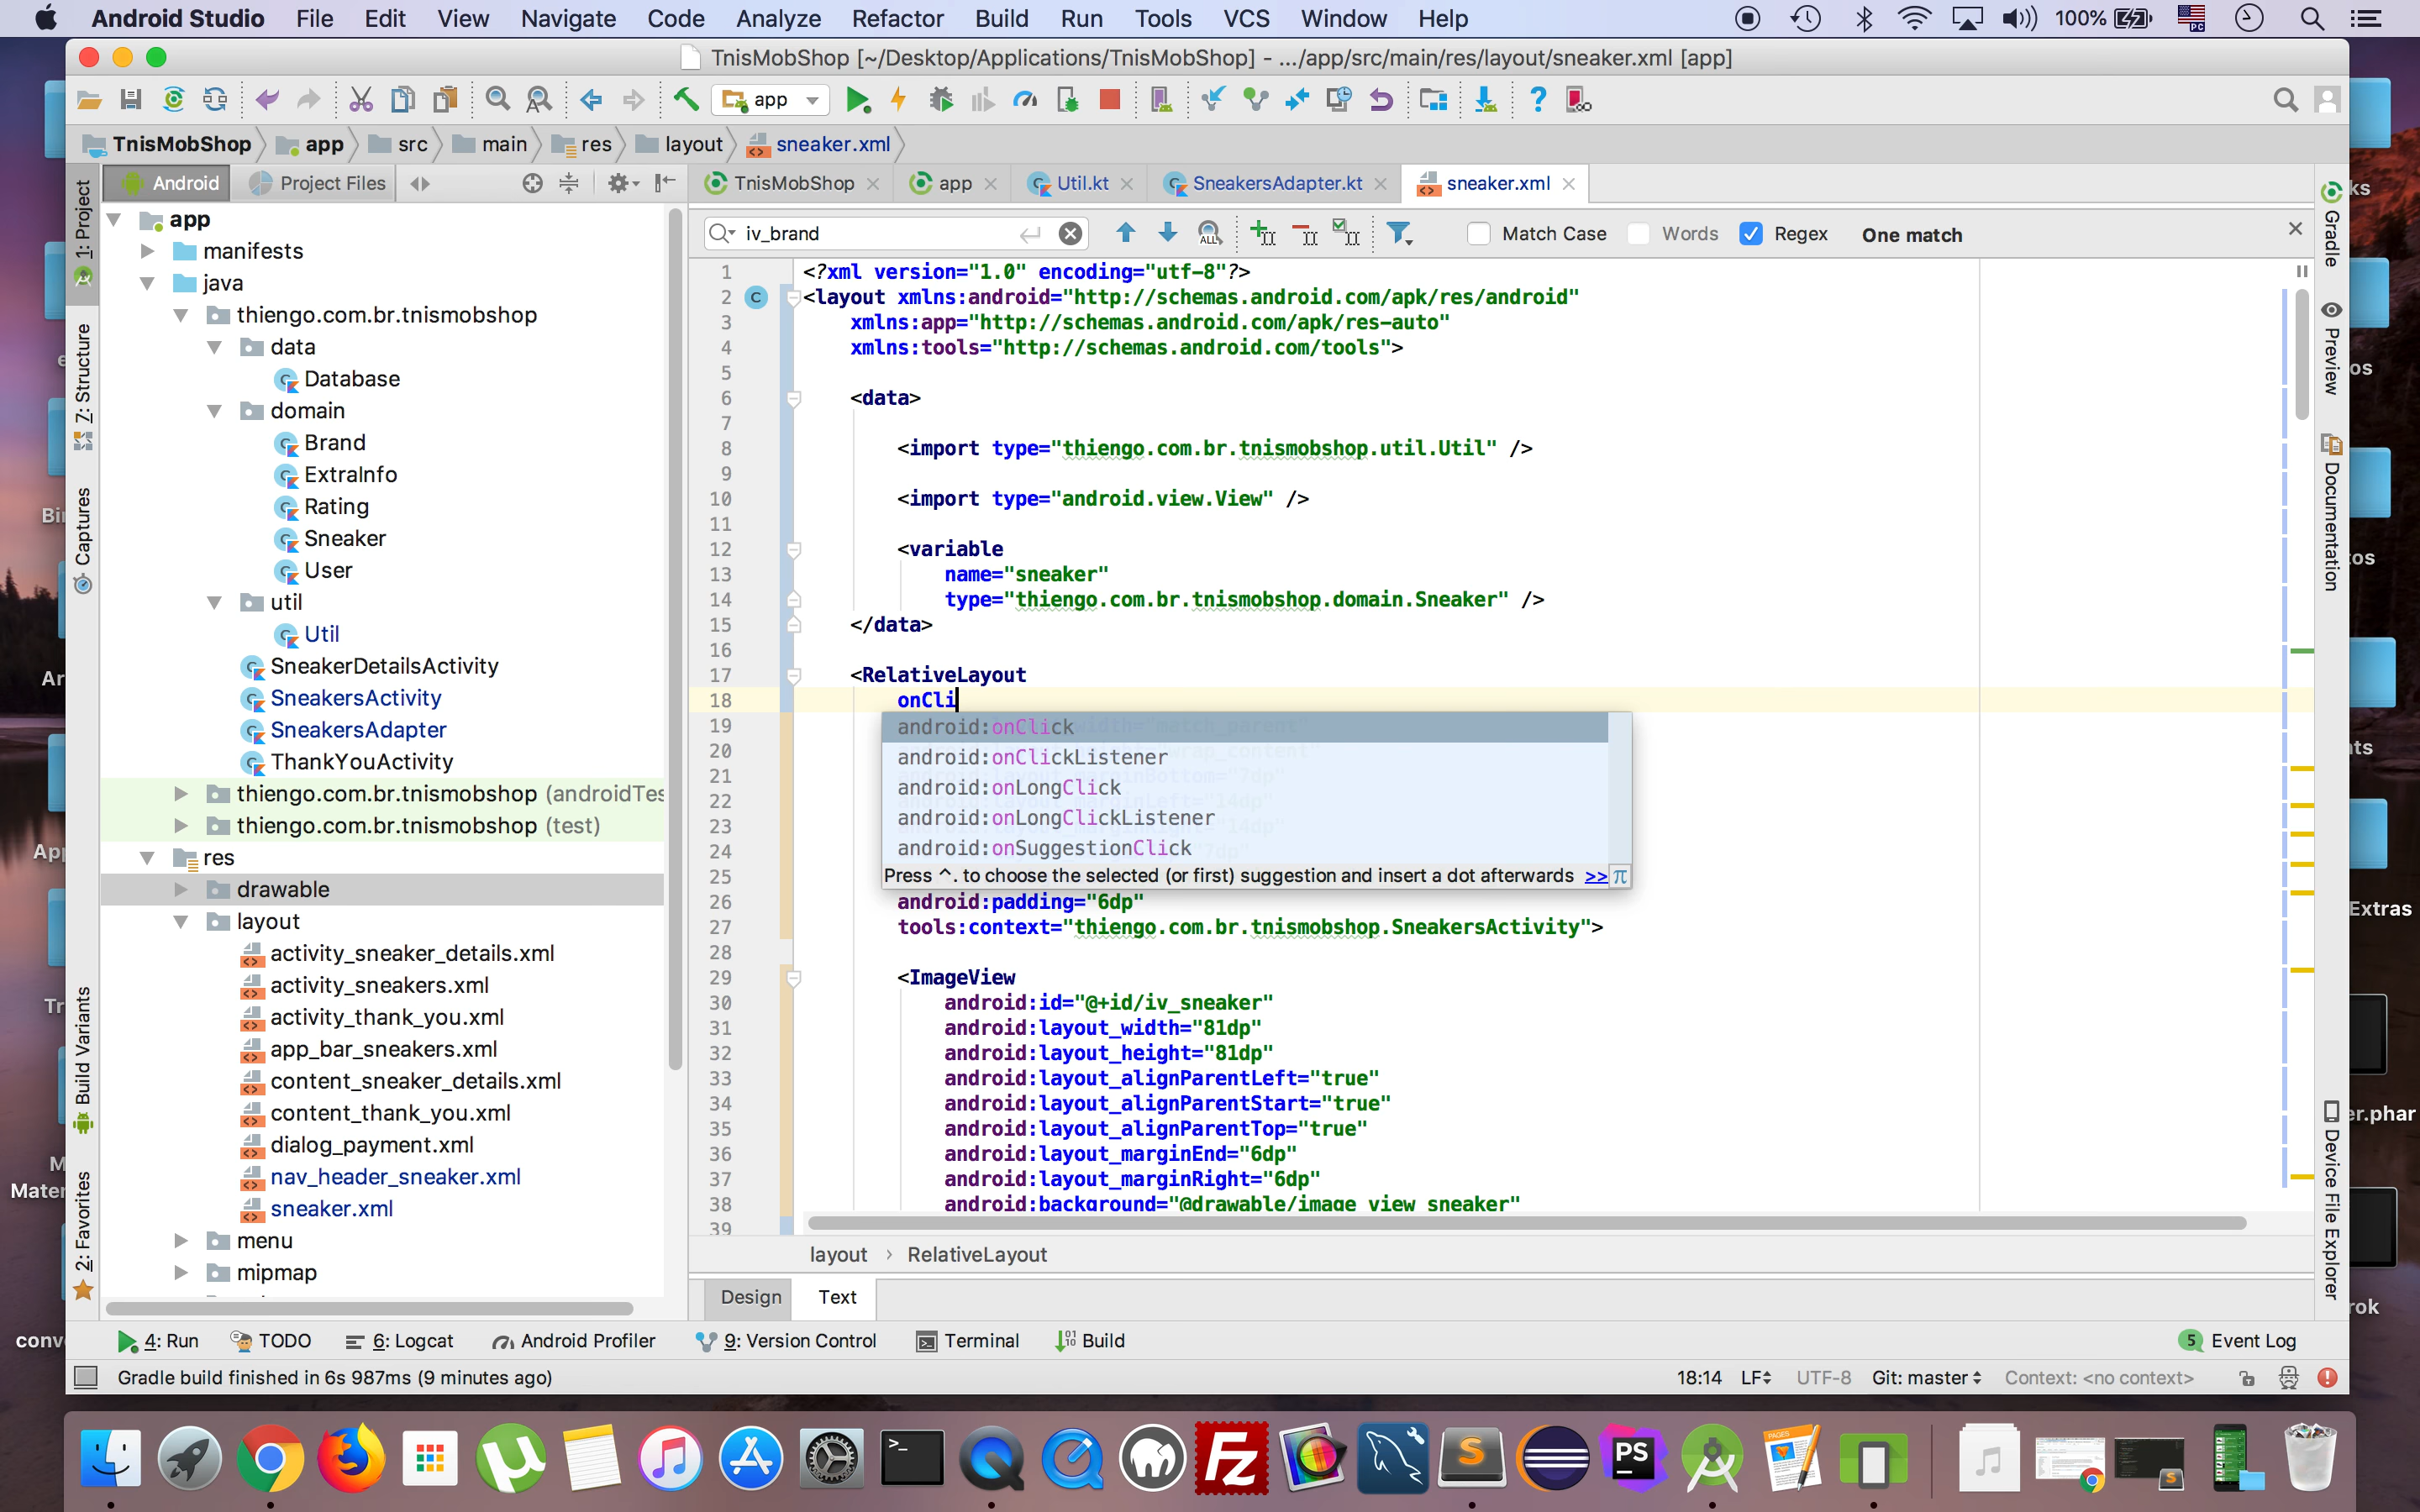 Android Studio File Edit View Navigate Code Analyze Refactor Build Run Tools VCS Window Help 100%
TnisMobShop [~/Desktop/Applications/TnisMobShop] - .../app/src/main/res/layout/sneaker.xml [app]
app
TnisMobShop app src main res layout sneaker.xml
Android Project Files
TnisMobShop app Util.kt SneakersAdapter.kt sneaker.xml
iv_brand Match Case Words Regex One match
1: Project
Z: Structure
Captures
Build Variants
2: Favorites
app
manifests
java
thiengo.com.br.tnismobshop
data
Database
domain
Brand
ExtraInfo
Rating
Sneaker
User
util
Util
SneakerDetailsActivity
SneakersActivity
SneakersAdapter
ThankYouActivity
thiengo.com.br.tnismobshop (androidTes
thiengo.com.br.tnismobshop (test)
res
drawable
layout
activity_sneaker_details.xml
activity_sneakers.xml
activity_thank_you.xml
app_bar_sneakers.xml
content_sneaker_details.xml
content_thank_you.xml
dialog_payment.xml
nav_header_sneaker.xml
sneaker.xml
menu
mipmap
1 <?xml version="1.0" encoding="utf-8"?>
2 <layout xmlns:android="http://schemas.android.com/apk/res/android"
3 xmlns:app="http://schemas.android.com/apk/res-auto"
4 xmlns:tools="http://schemas.android.com/tools">
5
6 <data>
7
8 <import type="thiengo.com.br.tnismobshop.util.Util" />
9
10 <import type="android.view.View" />
11
12 <variable
13 name="sneaker"
14 type="thiengo.com.br.tnismobshop.domain.Sneaker" />
15 </data>
16
17 <RelativeLayout
18 onCli
19 android:onClick
20 android:onClickListener
21 android:onLongClick
22
23 android:onLongClickListener
24 android:onSuggestionClick
25 Press ^. to choose the selected (or first) suggestion and insert a dot afterwards >> π
26 android:padding="6dp"
27 tools:context="thiengo.com.br.tnismobshop.SneakersActivity">
28
29 <ImageView
30 android:id="@+id/iv_sneaker"
31 android:layout_width="81dp"
32 android:layout_height="81dp"
33 android:layout_alignParentLeft="true"
34 android:layout_alignParentStart="true"
35 android:layout_alignParentTop="true"
36 android:layout_marginEnd="6dp"
37 android:layout_marginRight="6dp"
38 android:background="@drawable/image_view_sneaker"
39
layout › RelativeLayout
Design Text
Gradle
Preview
Documentation
Device File Explorer
4: Run TODO 6: Logcat Android Profiler 9: Version Control Terminal Build 5 Event Log
Gradle build finished in 6s 987ms (9 minutes ago) 18:14 LF UTF-8 Git: master Context: <no context>
Extras
er.phar
PS
PAGES